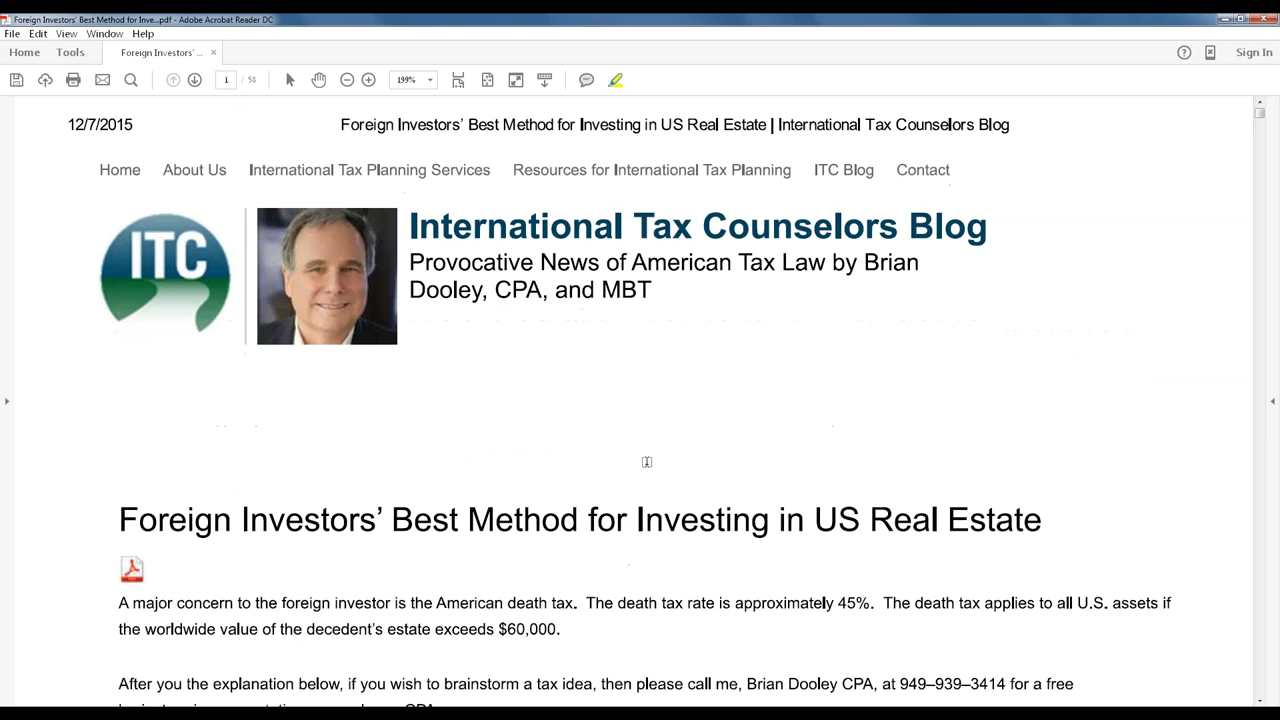 Foreign Investors' Best Method for Inve...pdf - Adobe Acrobat Reader DC
File Edit View Window Help
Home Tools Foreign Investors' ... × Sign In
1 / 58 199%
12/7/2015 Foreign Investors' Best Method for Investing in US Real Estate | International Tax Counselors Blog
Home About Us International Tax Planning Services Resources for International Tax Planning ITC Blog Contact
ITC
International Tax Counselors Blog
Provocative News of American Tax Law by Brian
Dooley, CPA, and MBT
Foreign Investors' Best Method for Investing in US Real Estate
A major concern to the foreign investor is the American death tax. The death tax rate is approximately 45%. The death tax applies to all U.S. assets if
the worldwide value of the decedent's estate exceeds $60,000.
After you the explanation below, if you wish to brainstorm a tax idea, then please call me, Brian Dooley CPA, at 949–939–3414 for a free